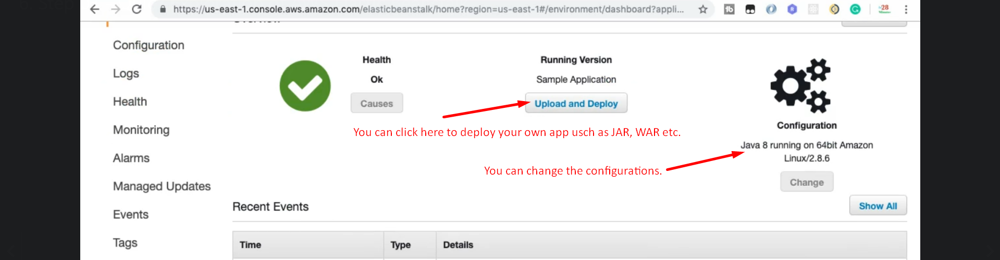 https://us-east-1.console.aws.amazon.com/elasticbeanstalk/home?region=us-east-1#/environment/dashboard?appli...
28
Overview
Configuration
Logs
Health
Monitoring
Alarms
Managed Updates
Events
Tags
Health
Ok
Causes
Running Version
Sample Application
Upload and Deploy
You can click here to deploy your own app usch as JAR, WAR etc.
Configuration
Java 8 running on 64bit Amazon
Linux/2.8.6
You can change the configurations.
Change
Recent Events
Show All
Time Type Details